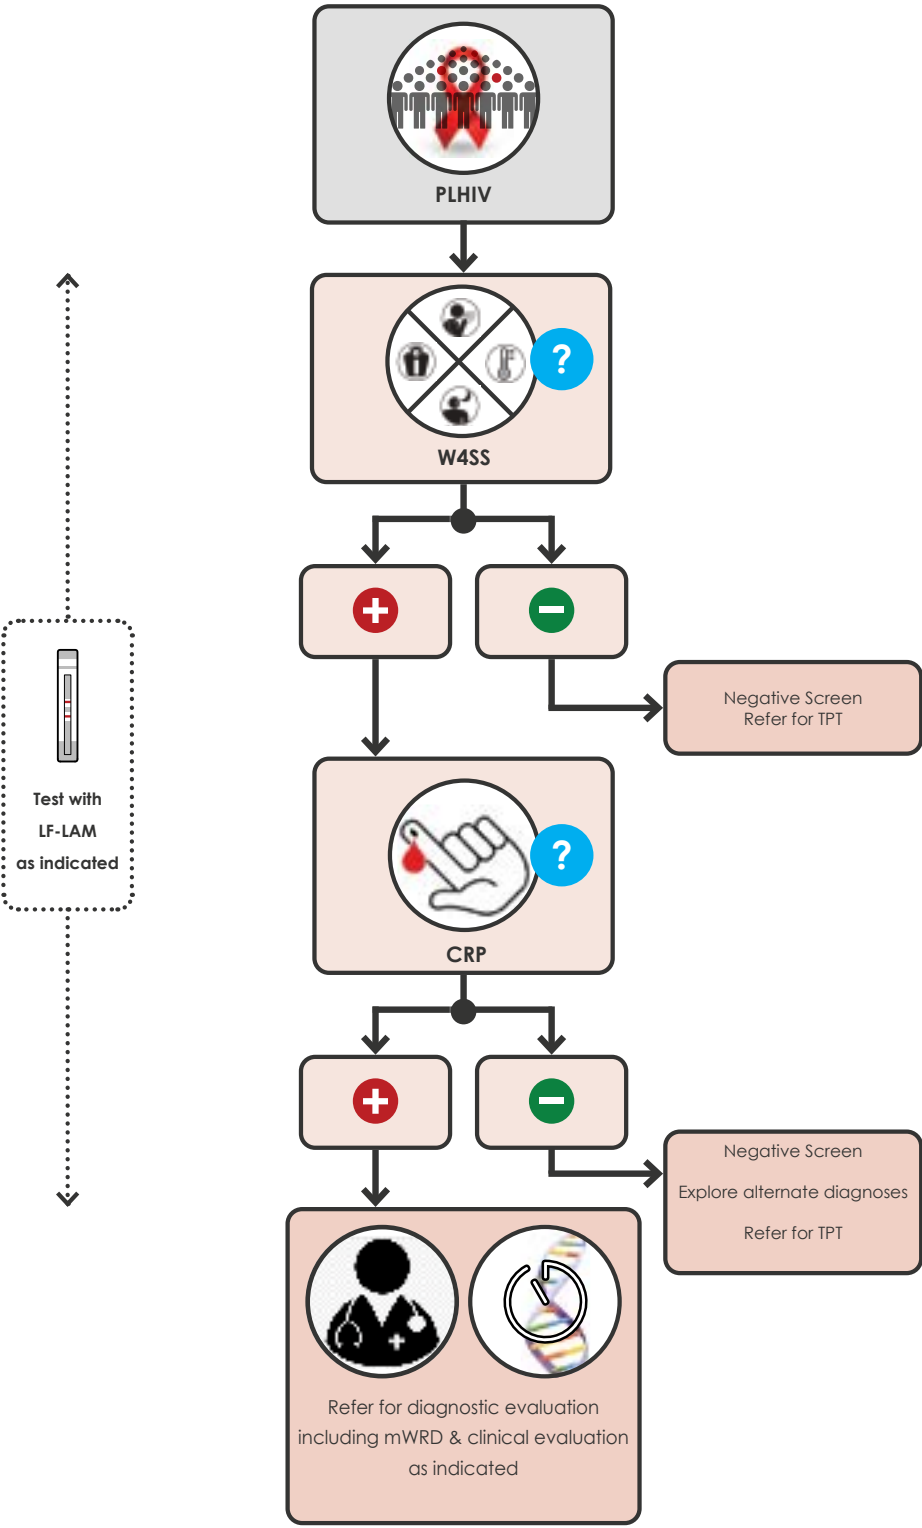 PLHIV
?
W4SS
Negative Screen
Refer for TPT
Test with
LF-LAM
as indicated
?
CRP
Negative Screen
Explore alternate diagnoses
Refer for TPT
Refer for diagnostic evaluation
including mWRD & clinical evaluation
as indicated